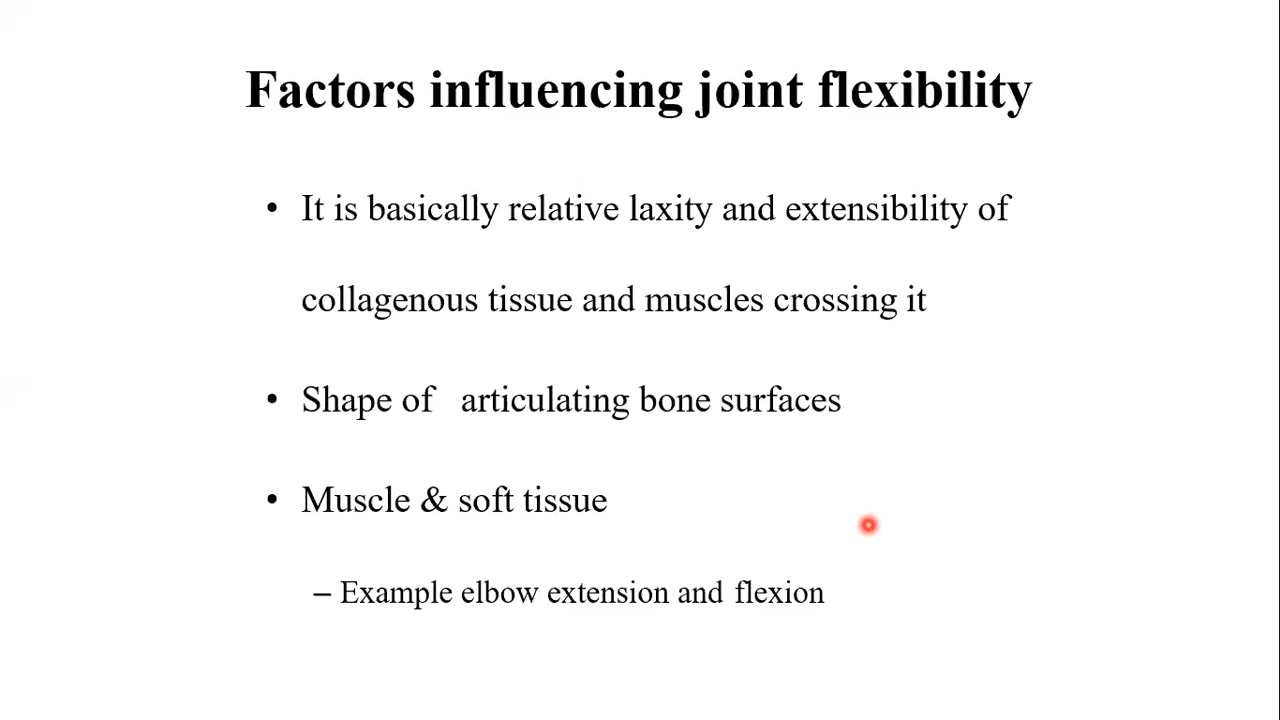 Factors influencing joint flexibility
• It is basically relative laxity and extensibility of
collagenous tissue and muscles crossing it
• Shape of articulating bone surfaces
• Muscle & soft tissue
– Example elbow extension and flexion